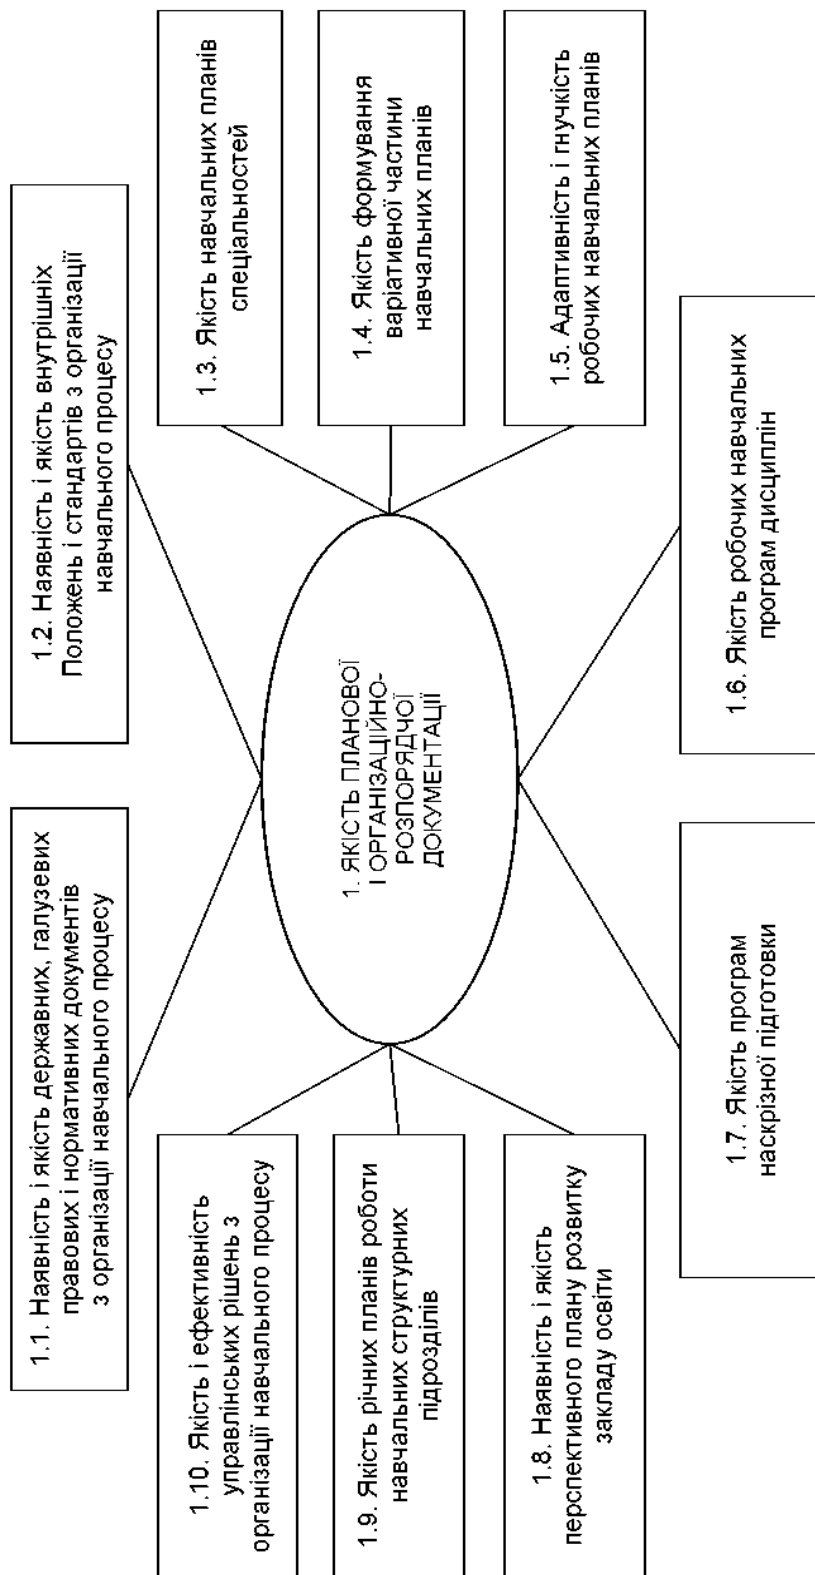 1.1. Наявність і якість державних, галузевих
правових і нормативних документів
з організації навчального процесу
1.2. Наявність і якість внутрішніх
Положень і стандартів з організації
навчального процесу
1.3. Якість навчальних планів
спеціальностей
1.4. Якість формування
варіативної частини
навчальних планів
1.5. Адаптивність і гнучкість
робочих навчальних планів
1.6. Якість робочих навчальних
програм дисциплін
1.7. Якість програм
наскрізної підготовки
1.8. Наявність і якість
перспективного плану розвитку
закладу освіти
1.9. Якість річних планів роботи
навчальних структурних
підрозділів
1.10. Якість і ефективність
управлінських рішень з
організації навчального процесу
1. ЯКІСТЬ ПЛАНОВОЇ
І ОРГАНІЗАЦІЙНО-
РОЗПОРЯДЧОЇ
ДОКУМЕНТАЦІЇ